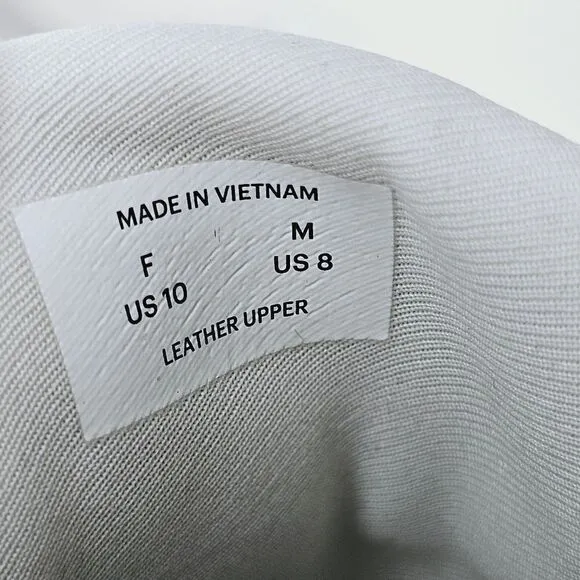 MADE IN VIETNAM
F M
US 10 US 8
LEATHER UPPER